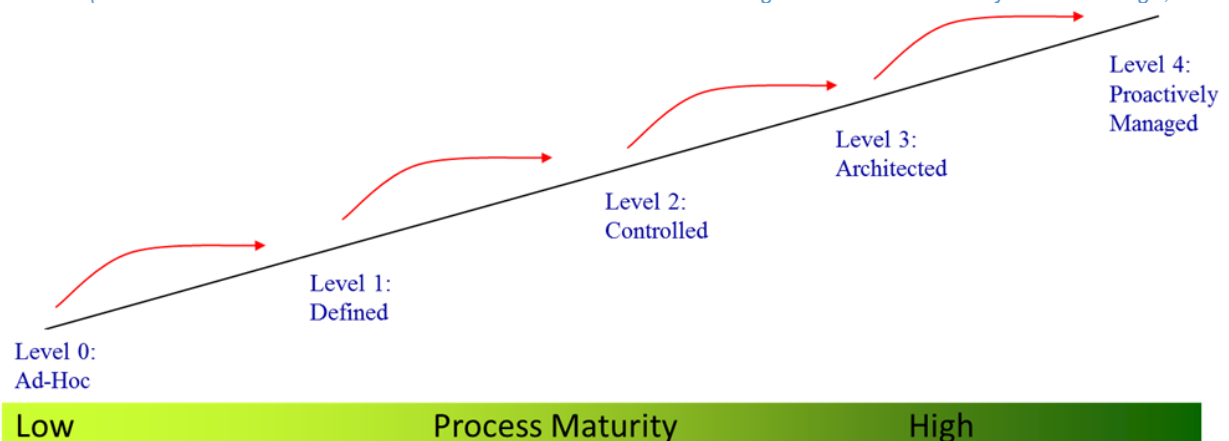 Level 4:
Proactively
Managed
Level 3:
Architected
Level 2:
Controlled
Level 1:
Defined
Level 0:
Ad-Hoc
Low Process Maturity High